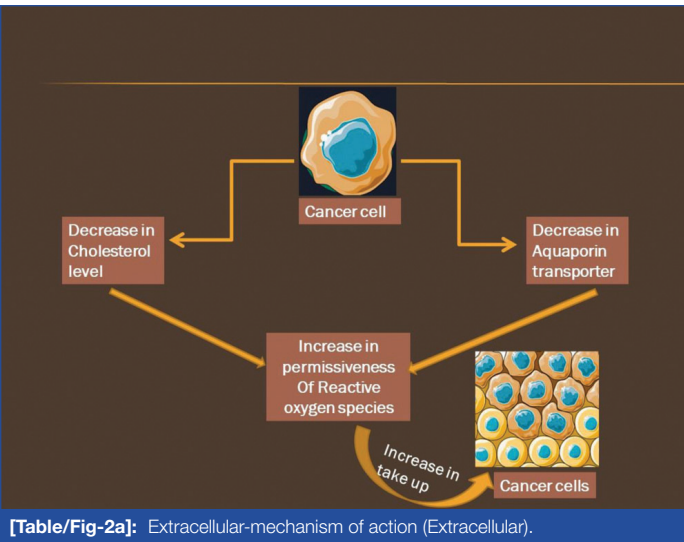 Cancer cell
Decrease in
Cholesterol
level
Decrease in
Aquaporin
transporter
Increase in
permissiveness
Of Reactive
oxygen species
Increase in
take up
Cancer cells
[Table/Fig-2a]: Extracellular-mechanism of action (Extracellular).